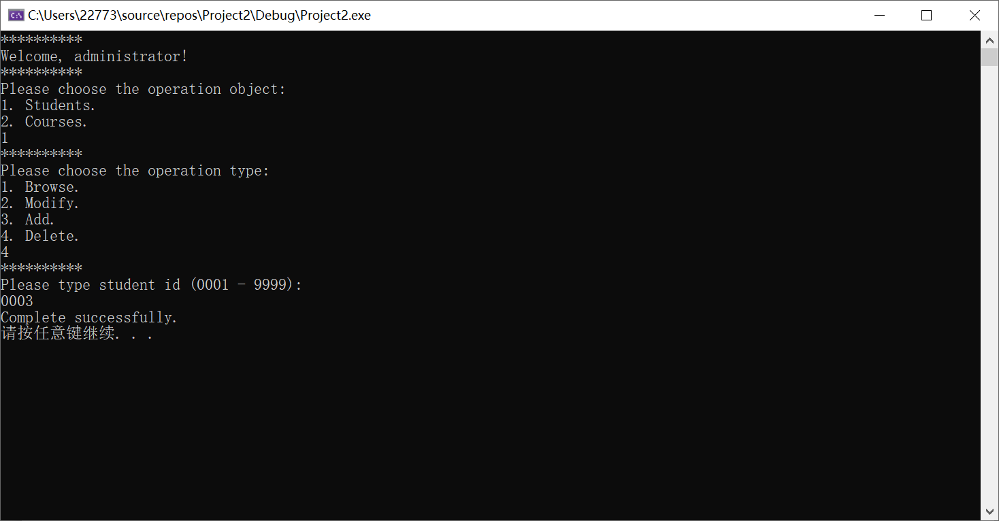 C:\Users\22773\source\repos\Project2\Debug\Project2.exe
**********
Welcome, administrator!
**********
Please choose the operation object:
1. Students.
2. Courses.
1
**********
Please choose the operation type:
1. Browse.
2. Modify.
3. Add.
4. Delete.
4
**********
Please type student id (0001 - 9999):
0003
Complete successfully.
请按任意键继续. . .